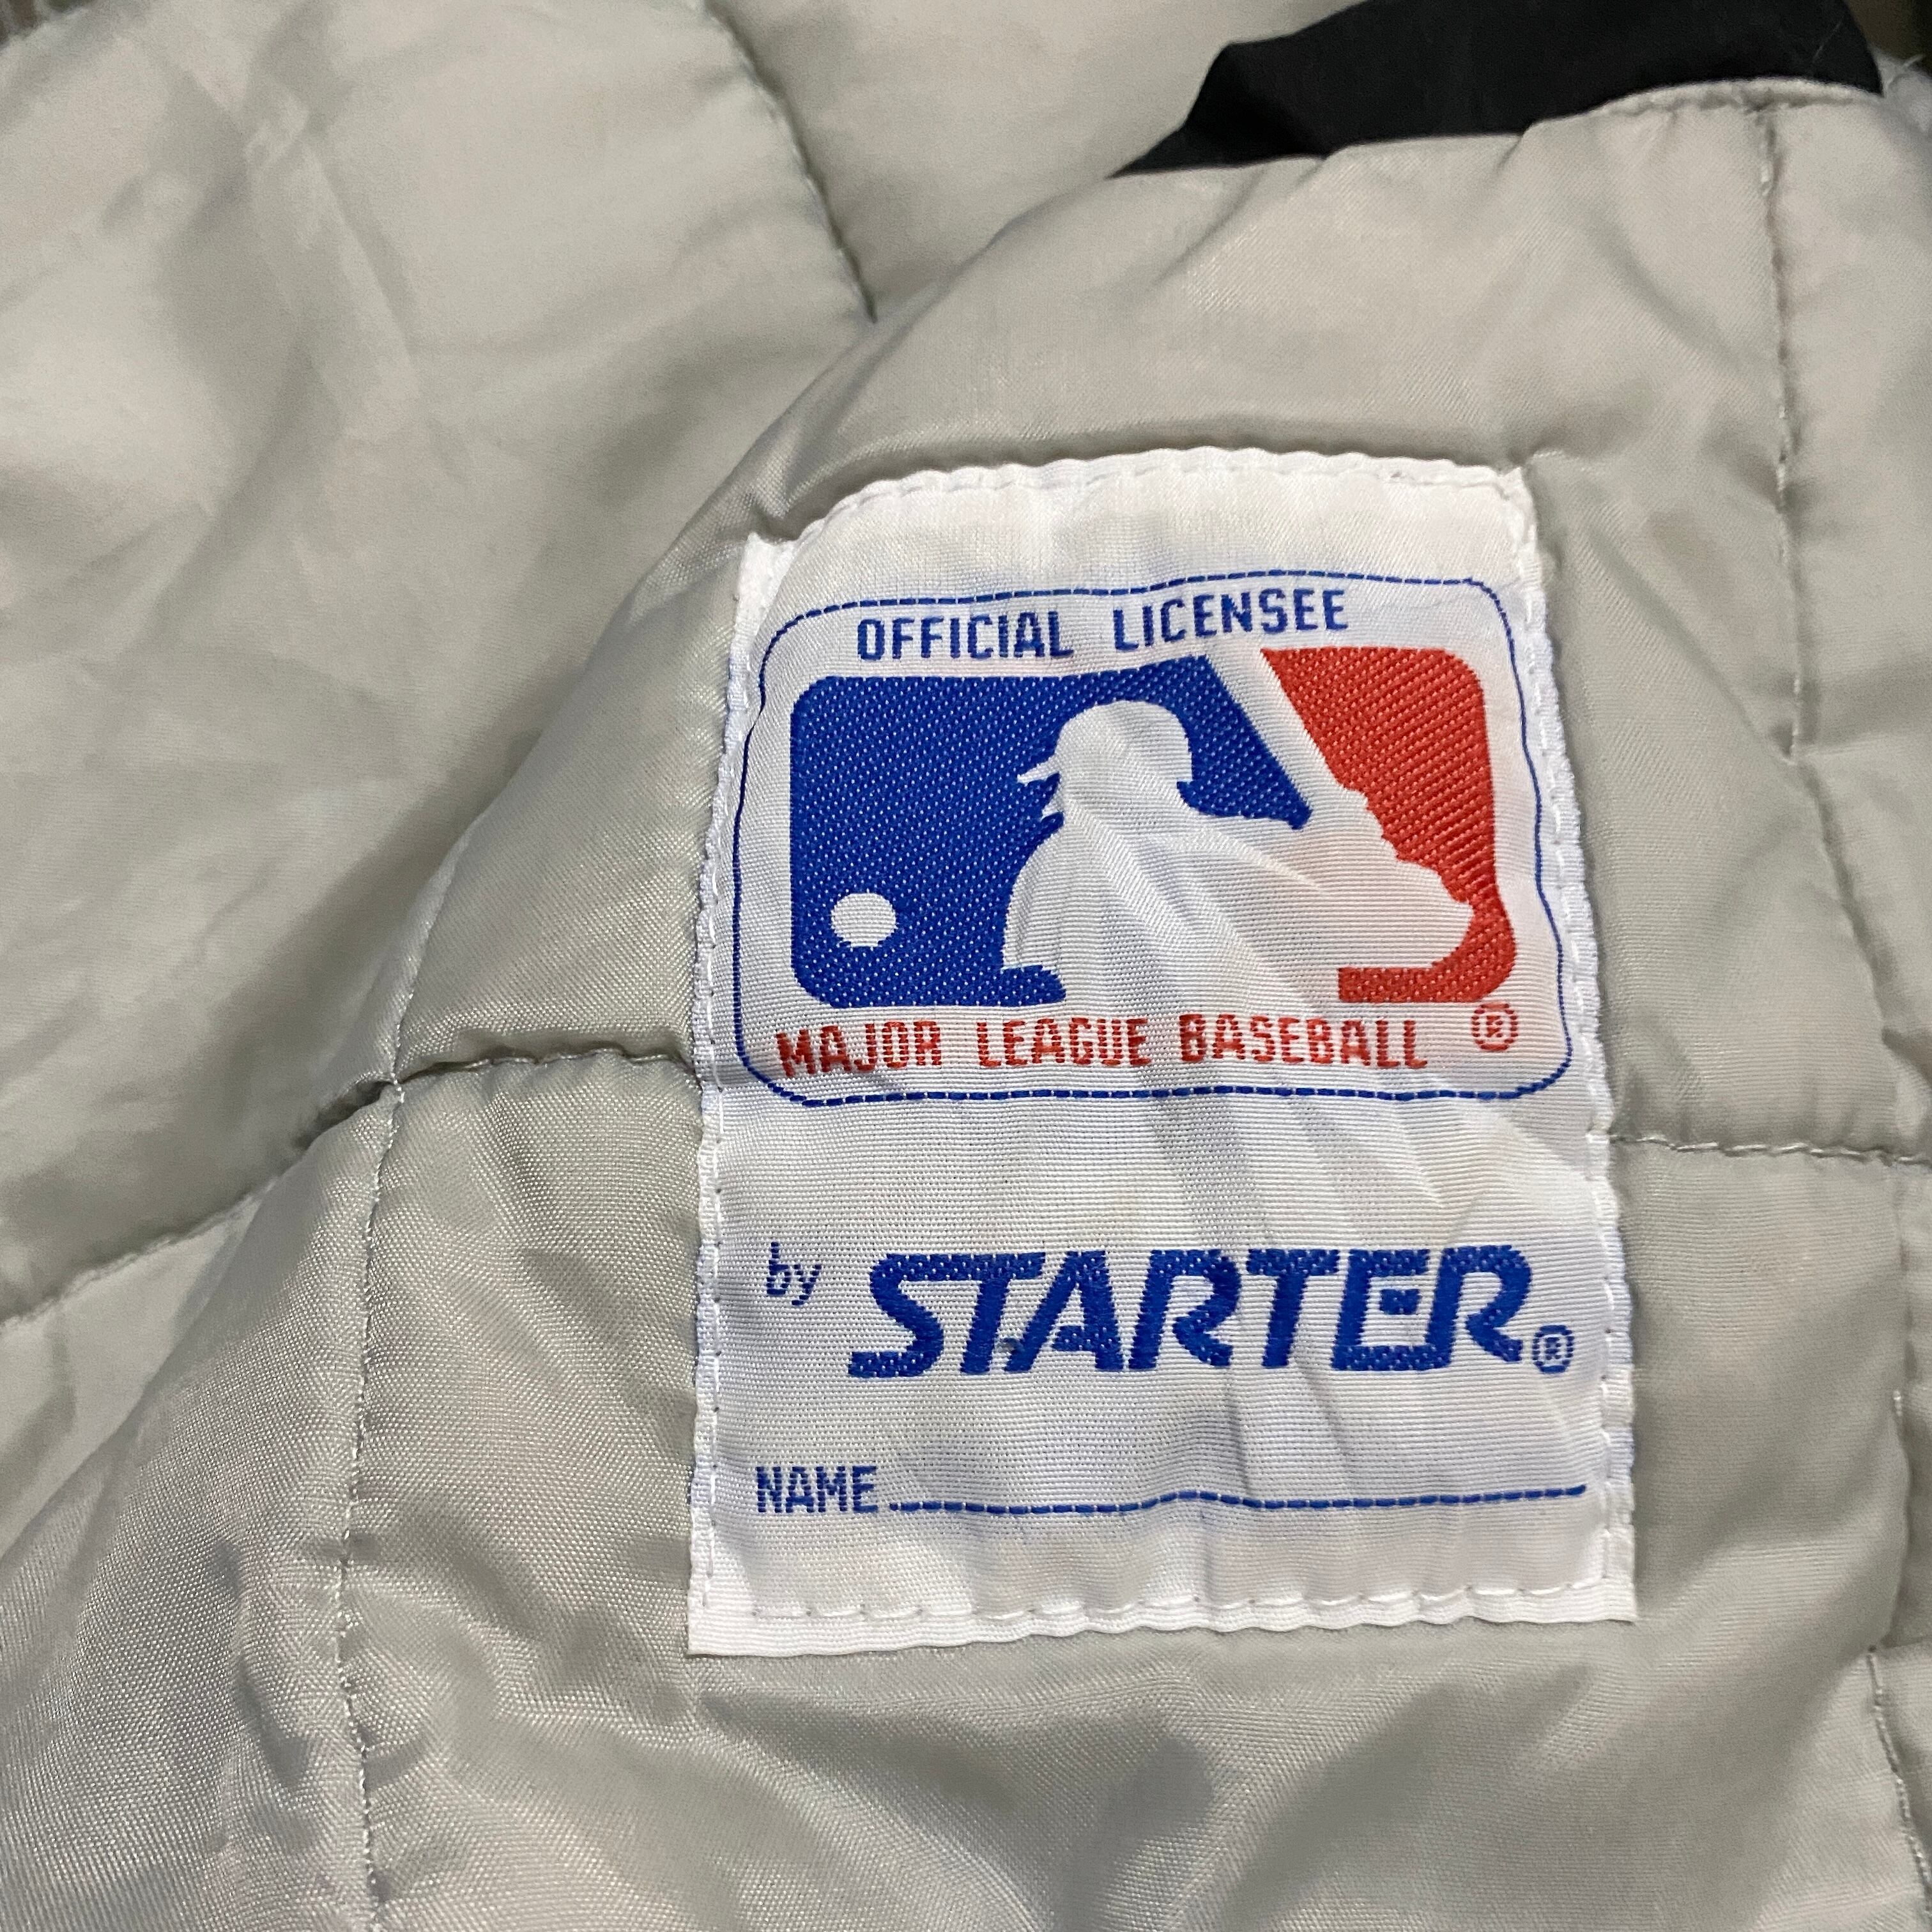 OFFICIAL LICENSEE
MAJOR LEAGUE BASEBALL ®
by STARTER®
NAME